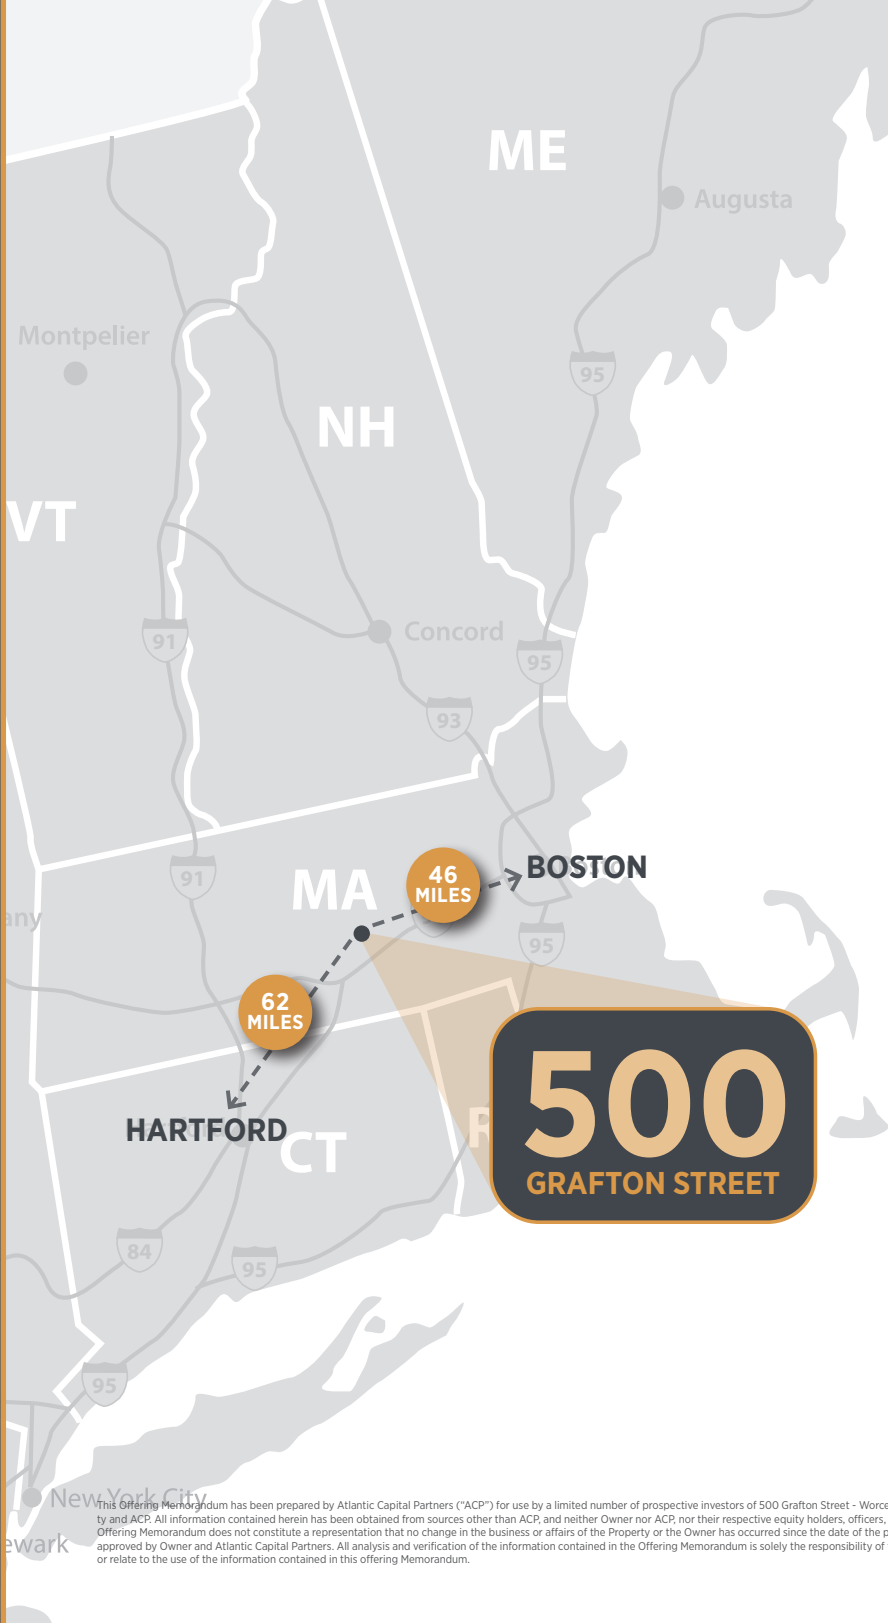 ME
Augusta
Montpelier
95
NH
VT
91
Concord
95
93
MA
46
MILES
BOSTON
91
any
95
62
MILES
500
GRAFTON STREET
HARTFORD
CT
R
84
95
95
New York City
This Offering Memorandum has been prepared by Atlantic Capital Partners (“ACP”) for use by a limited number of prospective investors of 500 Grafton Street - Worce
ty and ACP. All information contained herein has been obtained from sources other than ACP, and neither Owner nor ACP, nor their respective equity holders, officers,
Offering Memorandum does not constitute a representation that no change in the business or affairs of the Property or the Owner has occurred since the date of the p
approved by Owner and Atlantic Capital Partners. All analysis and verification of the information contained in the Offering Memorandum is solely the responsibility of
or relate to the use of the information contained in this offering Memorandum.
ewark